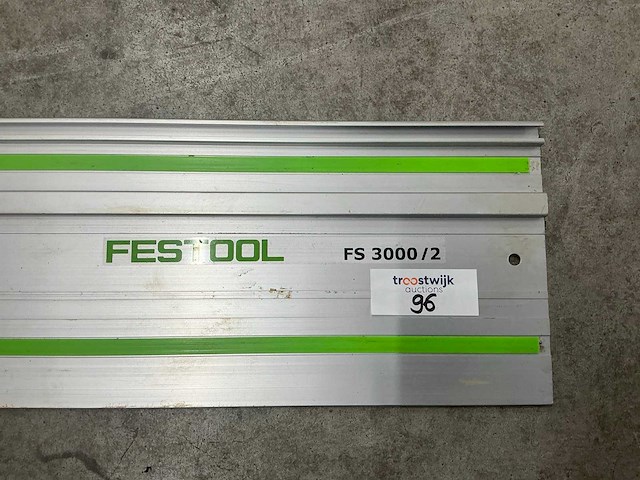 FESTOOL
FS 3000/2
troostwijk
auctions
96